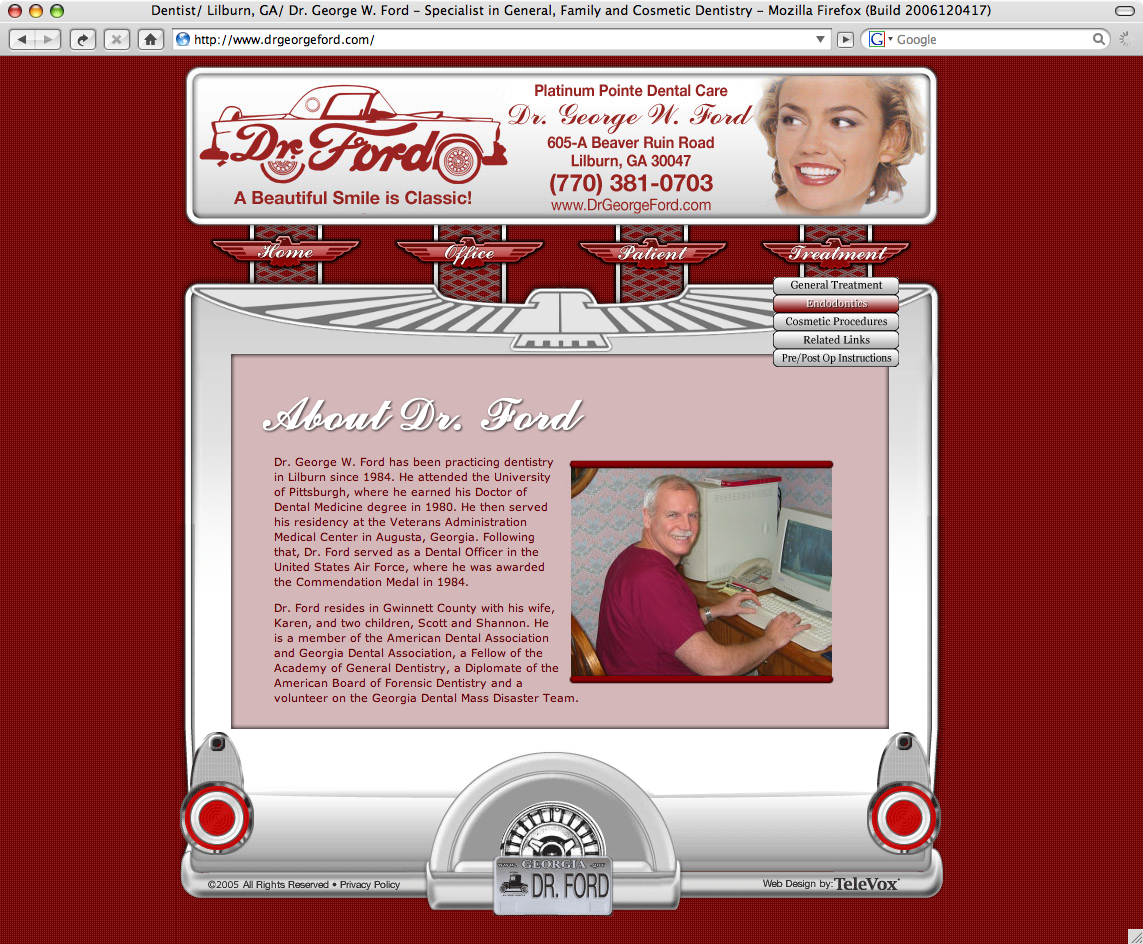 Dentist/ Lilburn, GA/ Dr. George W. Ford – Specialist in General, Family and Cosmetic Dentistry – Mozilla Firefox (Build 2006120417)
http://www.drgeorgeford.com/
G
Google
Dr. Ford
A Beautiful Smile is Classic!
Platinum Pointe Dental Care
Dr. George W. Ford
605-A Beaver Ruin Road
Lilburn, GA 30047
(770) 381-0703
www.DrGeorgeFord.com
Home
Office
Patient
Treatment
General Treatment
Endodontics
Cosmetic Procedures
Related Links
Pre/Post Op Instructions
About Dr. Ford
Dr. George W. Ford has been practicing dentistry
in Lilburn since 1984. He attended the University
of Pittsburgh, where he earned his Doctor of
Dental Medicine degree in 1980. He then served
his residency at the Veterans Administration
Medical Center in Augusta, Georgia. Following
that, Dr. Ford served as a Dental Officer in the
United States Air Force, where he was awarded
the Commendation Medal in 1984.
Dr. Ford resides in Gwinnett County with his wife,
Karen, and two children, Scott and Shannon. He
is a member of the American Dental Association
and Georgia Dental Association, a Fellow of the
Academy of General Dentistry, a Diplomate of the
American Board of Forensic Dentistry and a
volunteer on the Georgia Dental Mass Disaster Team.
www. GEORGIA .gov
DR. FORD
©2005 All Rights Reserved • Privacy Policy
Web Design by: TeleVox